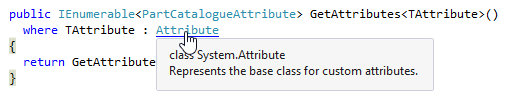 public IEnumerable<PartCatalogueAttribute> GetAttributes<TAttribute>()
where TAttribute : Attribute
{
return GetAttribute
class System.Attribute
Represents the base class for custom attributes.
}